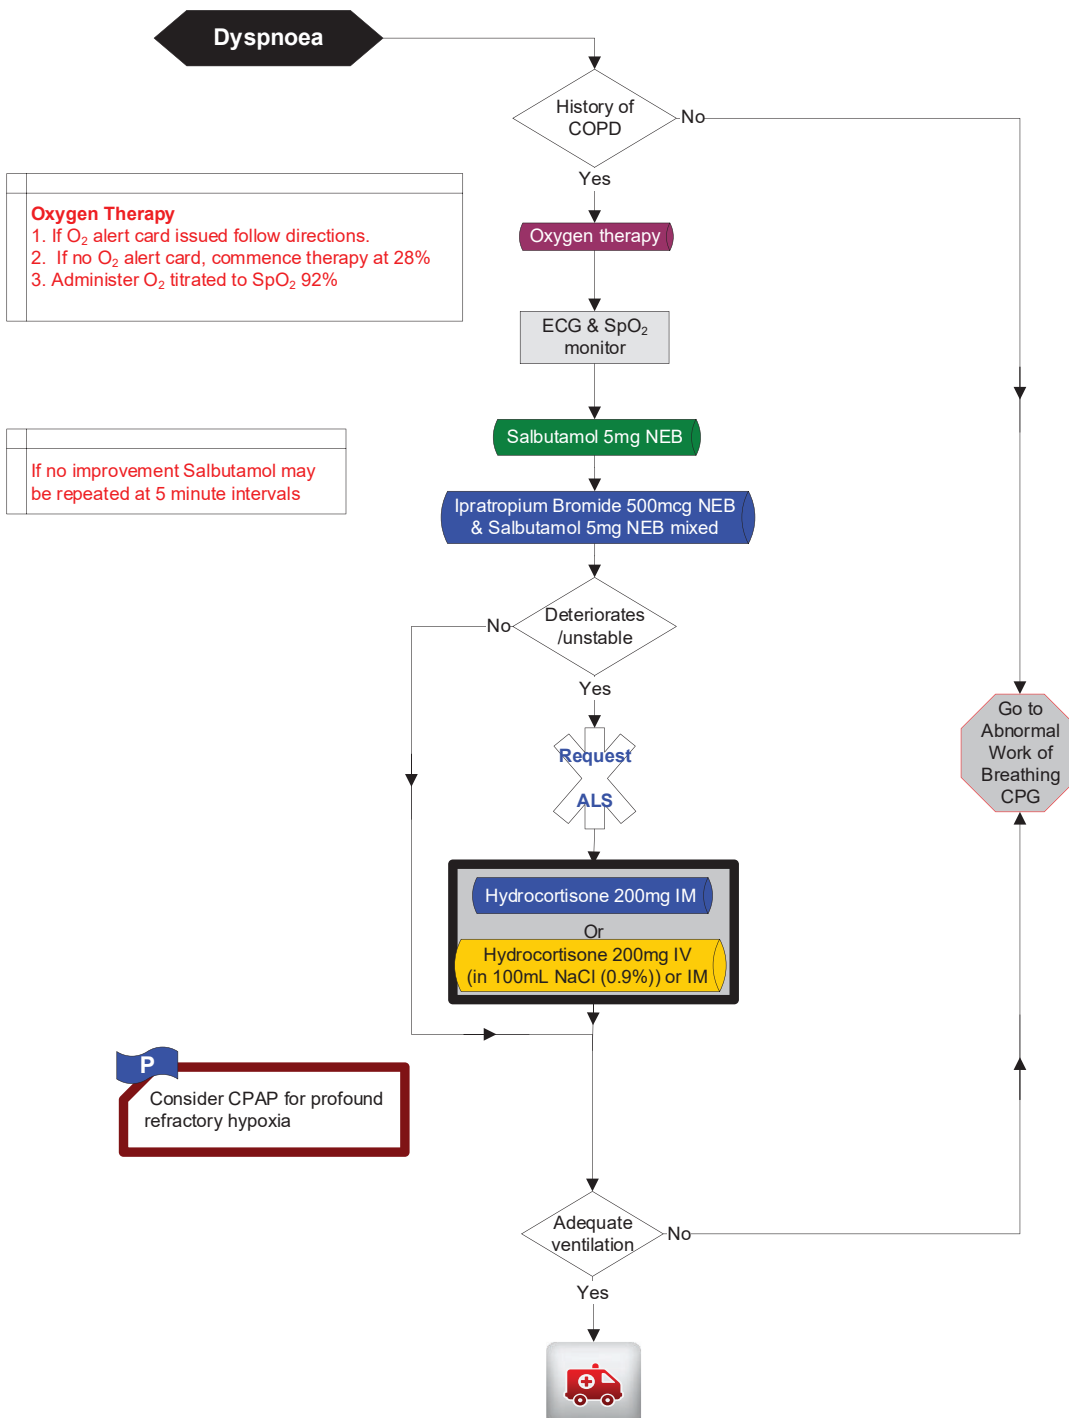 Dyspnoea
History of
COPD
No
Yes
Oxygen Therapy
1. If O₂ alert card issued follow directions.
2. If no O₂ alert card, commence therapy at 28%
3. Administer O₂ titrated to SpO₂ 92%
Oxygen therapy
ECG & SpO₂
monitor
Salbutamol 5mg NEB
If no improvement Salbutamol may
be repeated at 5 minute intervals
Ipratropium Bromide 500mcg NEB
& Salbutamol 5mg NEB mixed
Deteriorates
/unstable
No
Yes
Request
ALS
Go to
Abnormal
Work of
Breathing
CPG
Hydrocortisone 200mg IM
Or
Hydrocortisone 200mg IV
(in 100mL NaCl (0.9%)) or IM
P
Consider CPAP for profound
refractory hypoxia
Adequate
ventilation
No
Yes